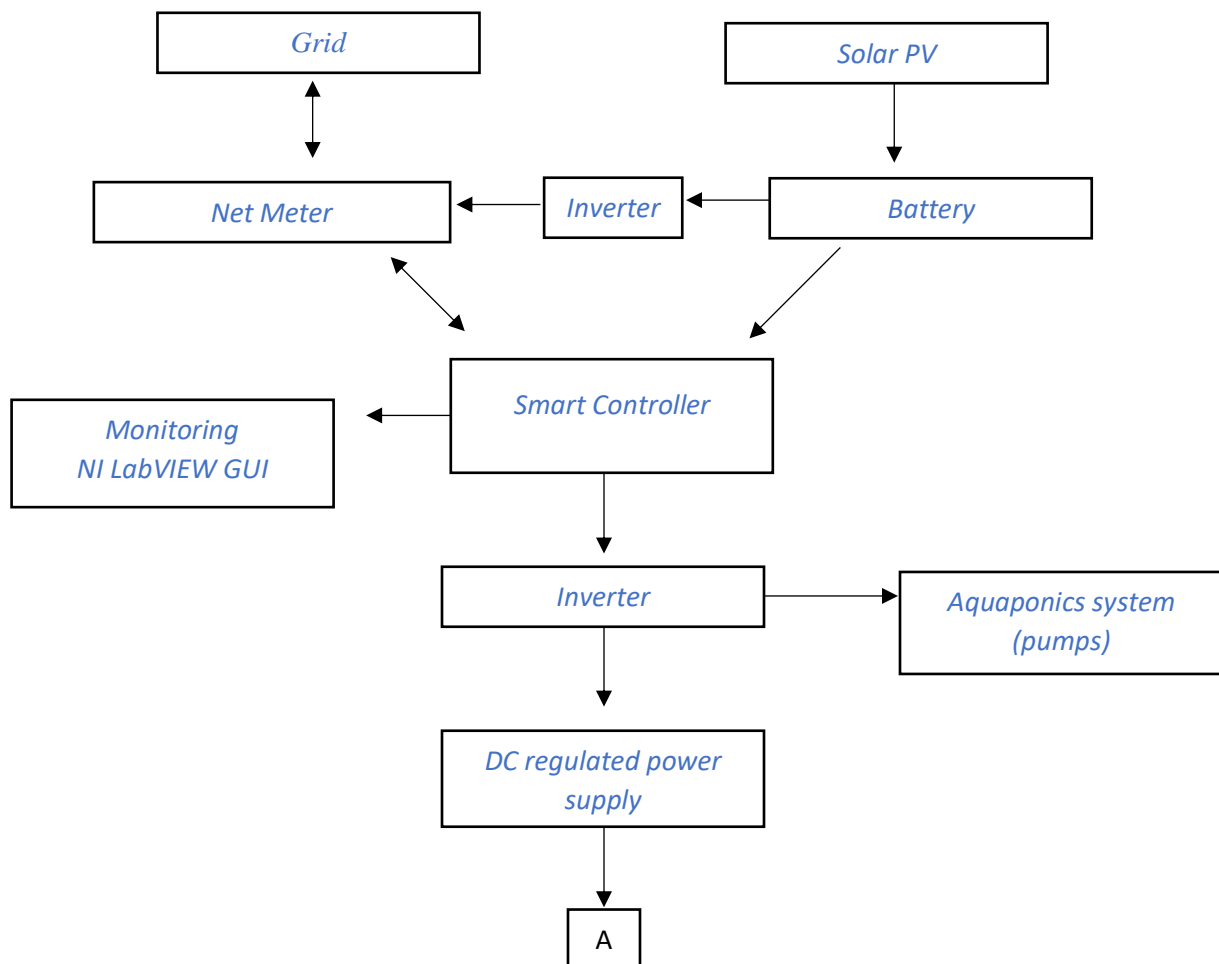 Grid
Solar PV
Net Meter
Inverter
Battery
Smart Controller
Monitoring
NI LabVIEW GUI
Inverter
Aquaponics system
(pumps)
DC regulated power
supply
A